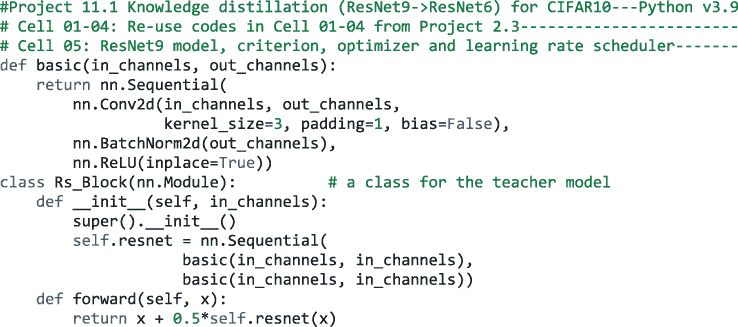 #Project 11.1 Knowledge distillation (ResNet9->ResNet6) for CIFAR10---Python v3.9
# Cell 01-04: Re-use codes in Cell 01-04 from Project 2.3------------------------
# Cell 05: ResNet9 model, criterion, optimizer and learning rate scheduler-------
def basic(in_channels, out_channels):
    return nn.Sequential(
        nn.Conv2d(in_channels, out_channels,
                  kernel_size=3, padding=1, bias=False),
        nn.BatchNorm2d(out_channels),
        nn.ReLU(inplace=True))
class Rs_Block(nn.Module):          # a class for the teacher model
    def __init__(self, in_channels):
        super().__init__()
        self.resnet = nn.Sequential(
                    basic(in_channels, in_channels),
                    basic(in_channels, in_channels))
    def forward(self, x):
        return x + 0.5*self.resnet(x)